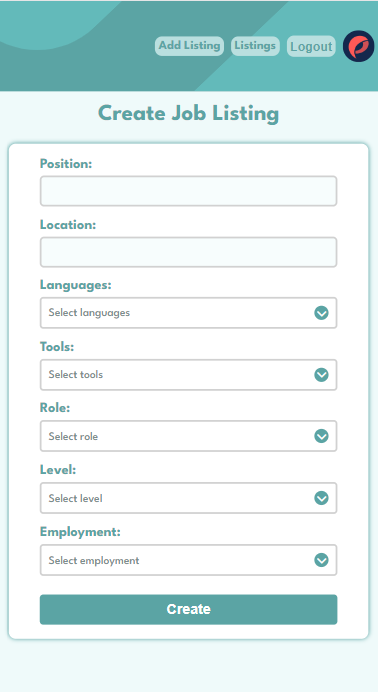 Add Listing Listings Logout
Create Job Listing
Position:
Location:
Languages:
Select languages
Tools:
Select tools
Role:
Select role
Level:
Select level
Employment:
Select employment
Create